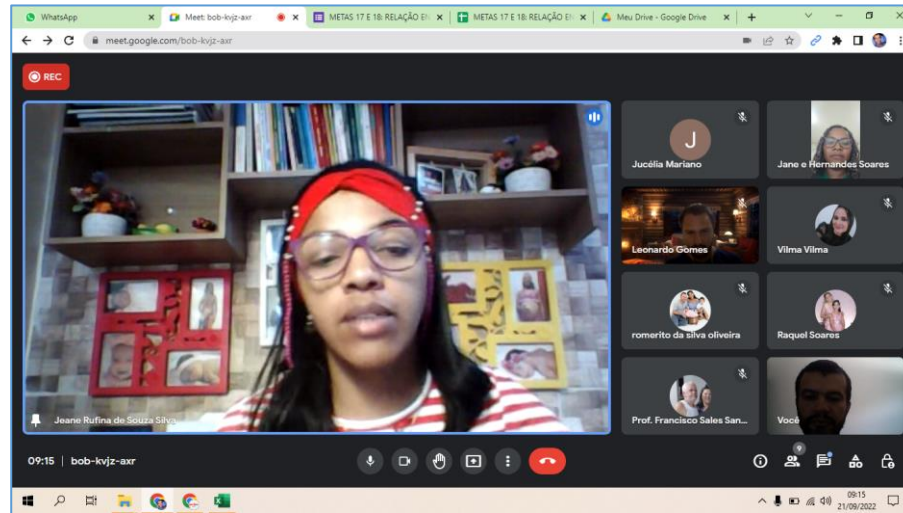 WhatsApp
Meet: bob-kvjz-axr
METAS 17 E 18: RELAÇÃO EN
METAS 17 E 18: RELAÇÃO EN
Meu Drive - Google Drive
meet.google.com/bob-kvjz-axr
REC
J
Jucélia Mariano
Jane e Hernandes Soares
Leonardo Gomes
Vilma Vilma
romerito da silva oliveira
Raquel Soares
Jeane Rufina de Souza Silva
Prof. Francisco Sales San...
Você
09:15 | bob-kvjz-axr
9
09:15
21/09/2022